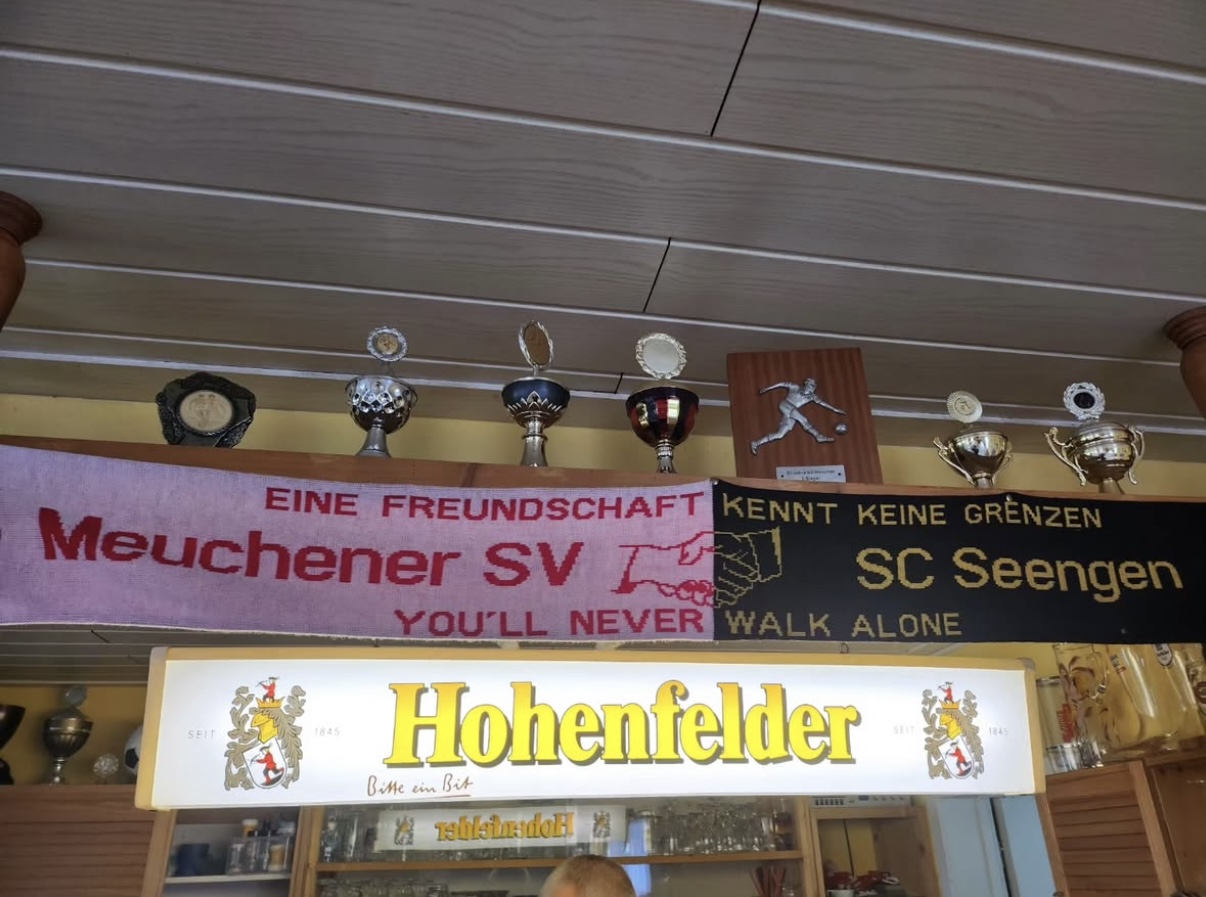 EINE FREUNDSCHAFT KENNT KEINE GRENZEN
Meuchener SV SC Seengen
YOU'LL NEVER WALK ALONE
Hohenfelder
SEIT 1845 SEIT 1845
Bitte ein Bit
Hohenfelder